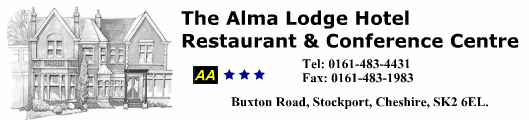 The Alma Lodge Hotel
Restaurant & Conference Centre
AA
Tel: 0161-483-4431
Fax: 0161-483-1983
Buxton Road, Stockport, Cheshire, SK2 6EL.